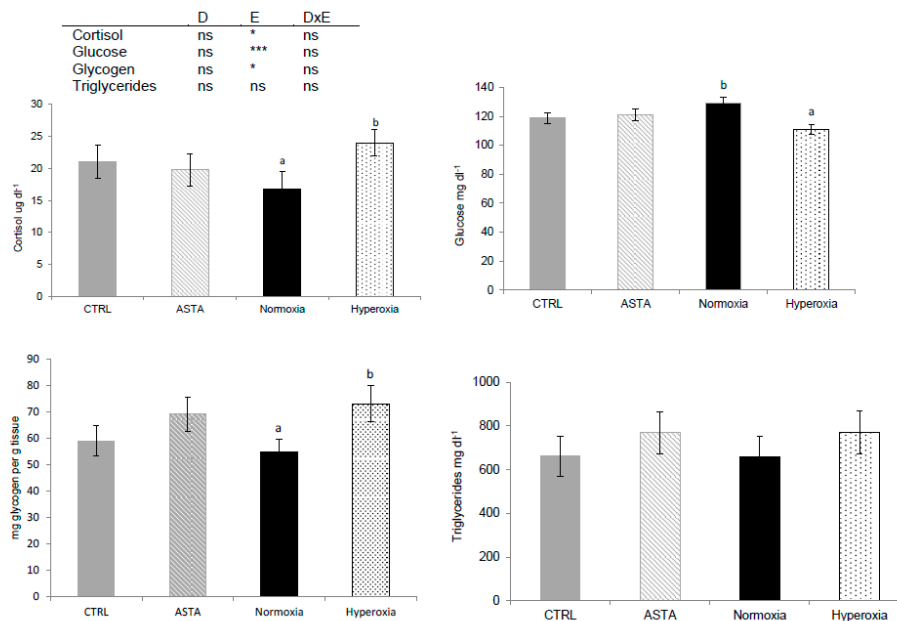 D E DxE
Cortisol ns * ns
Glucose ns *** ns
Glycogen ns * ns
Triglycerides ns ns ns
30
25
20
15
10
5
0
Cortisol ug dl-1
a
b
CTRL ASTA Normoxia Hyperoxia
140
120
100
80
60
40
20
0
Glucose mg dl-1
b
a
CTRL ASTA Normoxia Hyperoxia
90
80
70
60
50
40
30
20
10
0
mg glycogen per g tissue
a
b
CTRL ASTA Normoxia Hyperoxia
1000
800
600
400
200
0
Triglycerides mg dl-1
CTRL ASTA Normoxia Hyperoxia